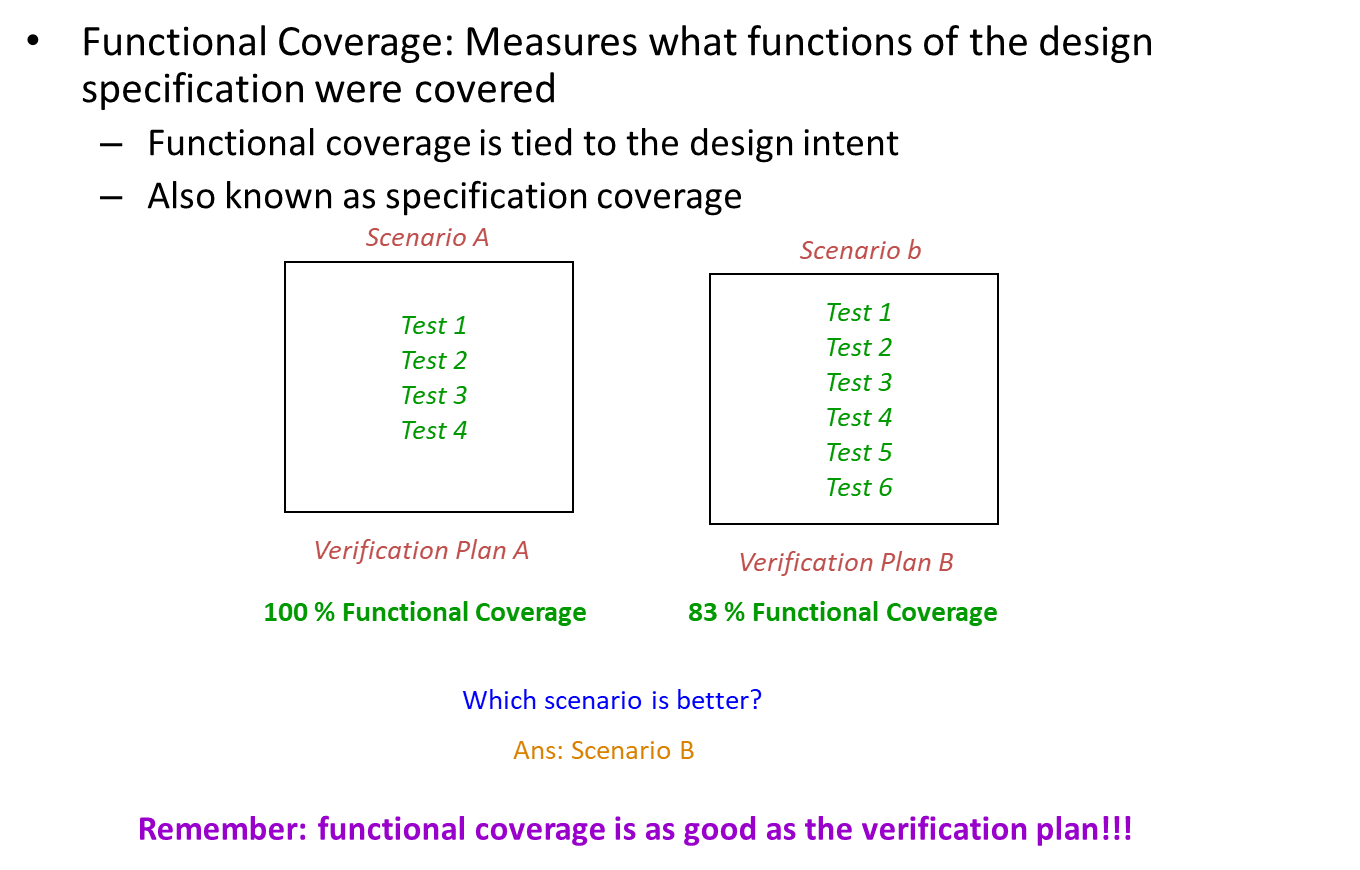 • Functional Coverage: Measures what functions of the design
specification were covered
– Functional coverage is tied to the design intent
– Also known as specification coverage
Scenario A
Test 1
Test 2
Test 3
Test 4
Verification Plan A
100 % Functional Coverage
Scenario b
Test 1
Test 2
Test 3
Test 4
Test 5
Test 6
Verification Plan B
83 % Functional Coverage
Which scenario is better?
Ans: Scenario B
Remember: functional coverage is as good as the verification plan!!!